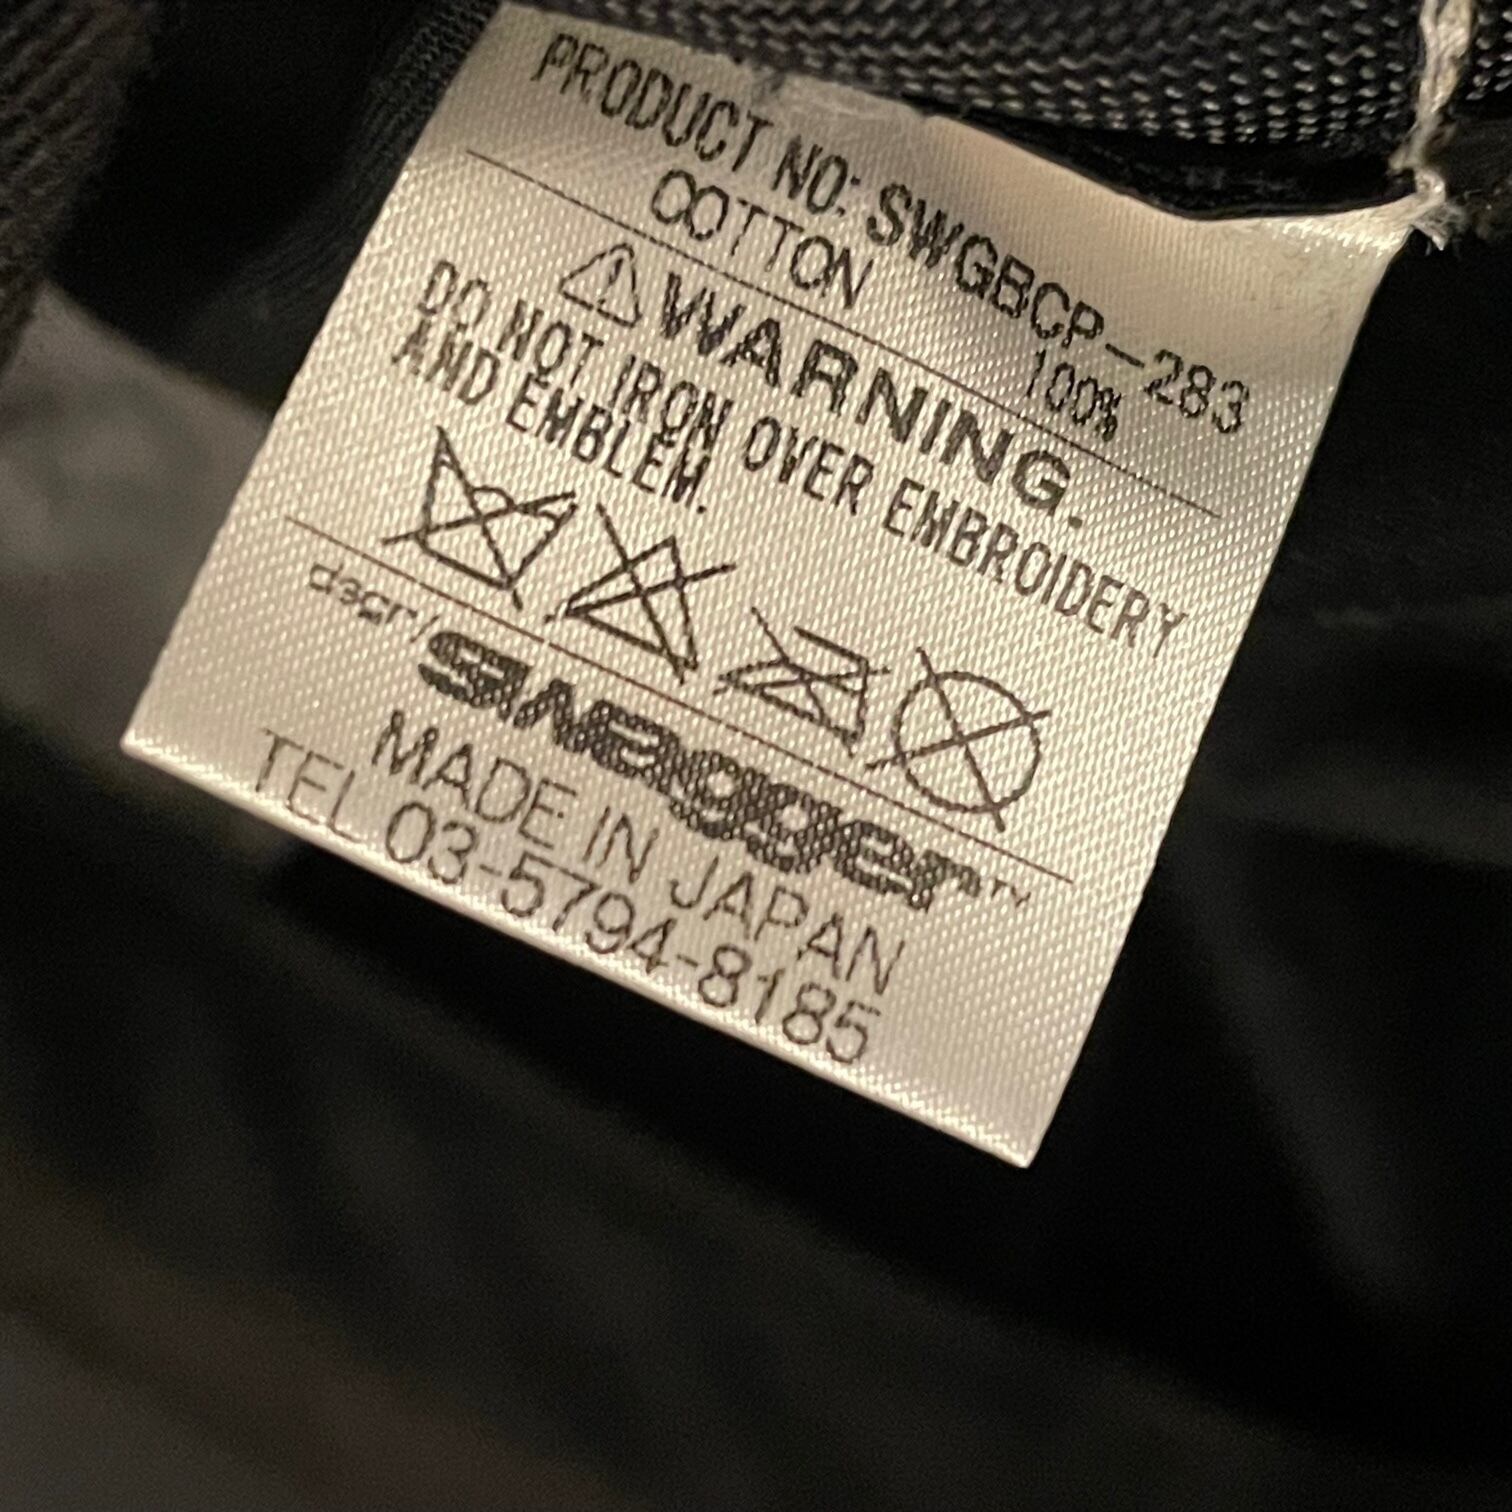 PRODUCT NO: SWGBCP-283
COTTON 100%
WARNING.
DO NOT IRON OVER EMBROIDERY
AND EMBLEM.
swagger™
MADE IN JAPAN
TEL 03-5794-8185